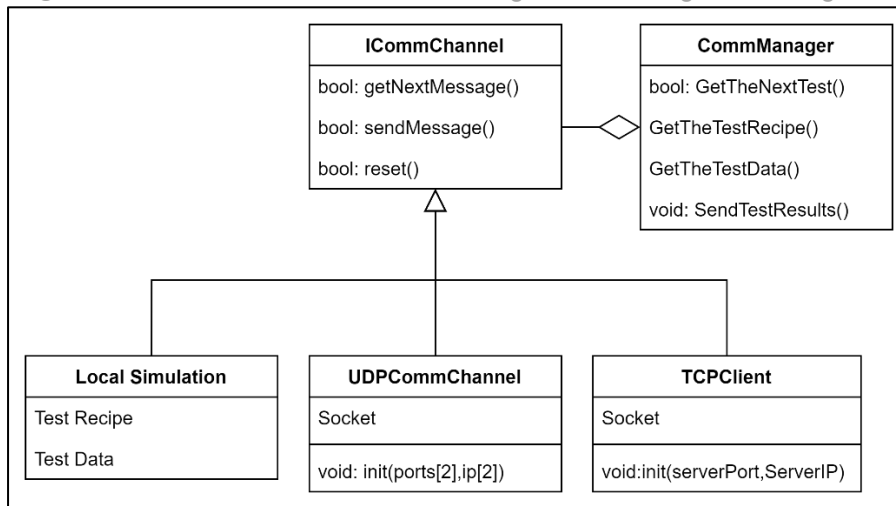 ICommChannel
bool: getNextMessage()
bool: sendMessage()
bool: reset()
CommManager
bool: GetTheNextTest()
GetTheTestRecipe()
GetTheTestData()
void: SendTestResults()
Local Simulation
Test Recipe
Test Data
UDPCommChannel
Socket
void: init(ports[2],ip[2])
TCPClient
Socket
void:init(serverPort,ServerIP)